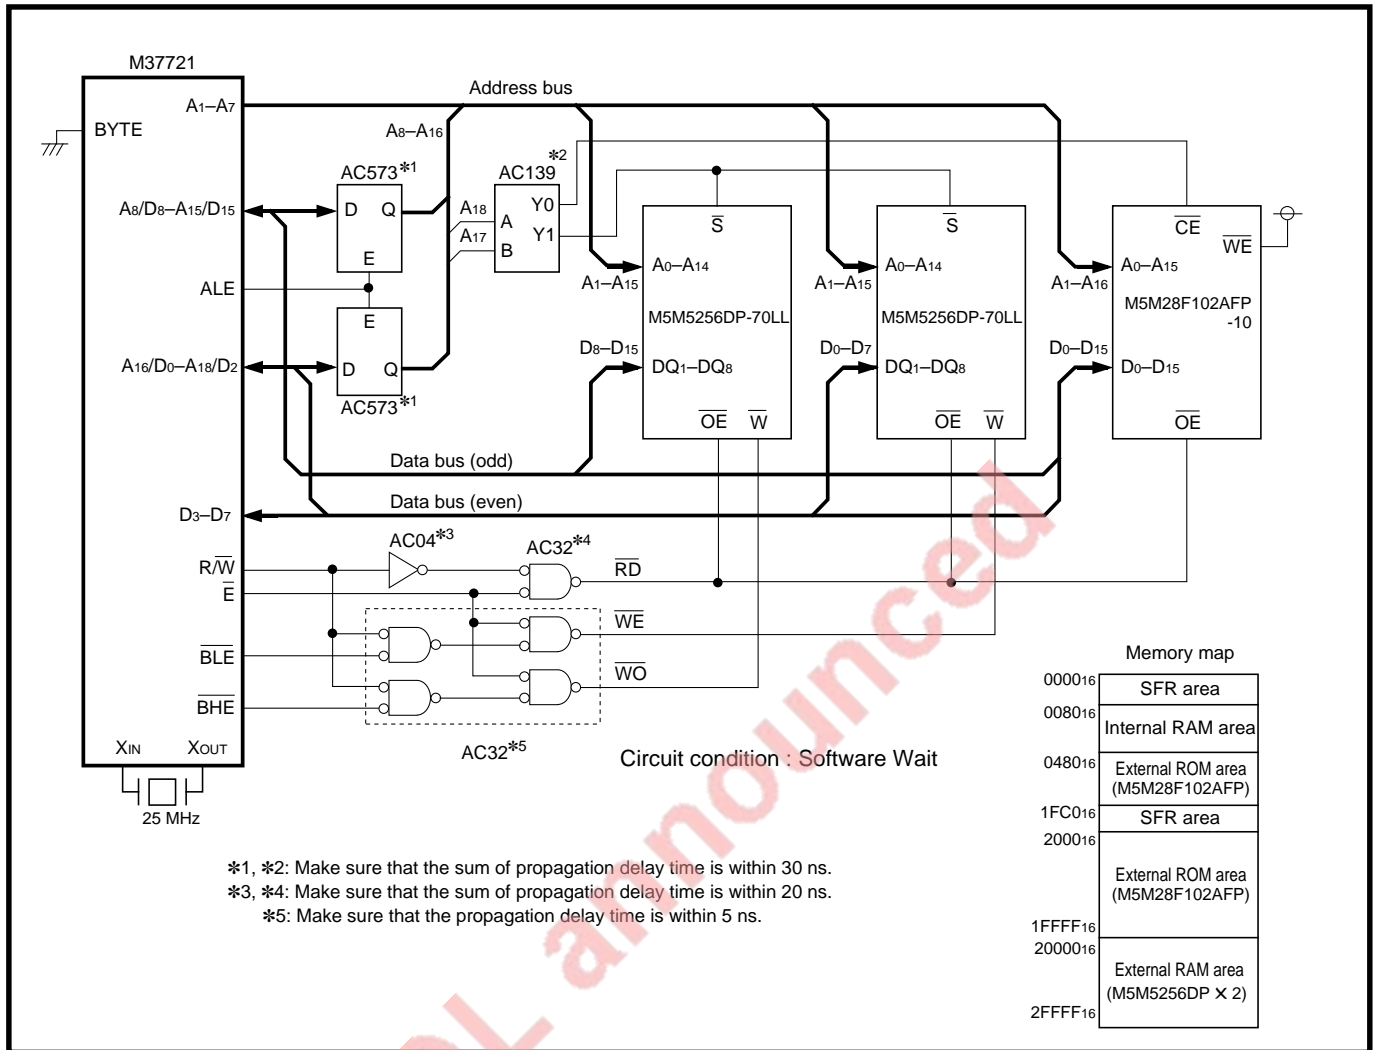 M37721
BYTE
A1–A7
Address bus
A8–A16
A8/D8–A15/D15
AC573*1
D Q
E
ALE
E
A16/D0–A18/D2
D Q
AC573*1
AC139*2
A18
A17
A
B
Y0
Y1
S
A0–A14
A1–A15
M5M5256DP-70LL
D8–D15
DQ1–DQ8
OE W
S
A0–A14
A1–A15
M5M5256DP-70LL
D0–D7
DQ1–DQ8
OE W
CE
WE
A0–A15
A1–A16
M5M28F102AFP
-10
D0–D15
D0–D15
OE
Data bus (odd)
Data bus (even)
D3–D7
R/W
E
BLE
BHE
AC04*3
AC32*4
RD
WE
WO
AC32*5
XIN XOUT
25 MHz
Circuit condition : Software Wait
*1, *2: Make sure that the sum of propagation delay time is within 30 ns.
*3, *4: Make sure that the sum of propagation delay time is within 20 ns.
*5: Make sure that the propagation delay time is within 5 ns.
Memory map
000016
SFR area
008016
Internal RAM area
048016
External ROM area
(M5M28F102AFP)
1FC016
SFR area
200016
External ROM area
(M5M28F102AFP)
1FFFF16
2000016
External RAM area
(M5M5256DP × 2)
2FFFF16
OL announced